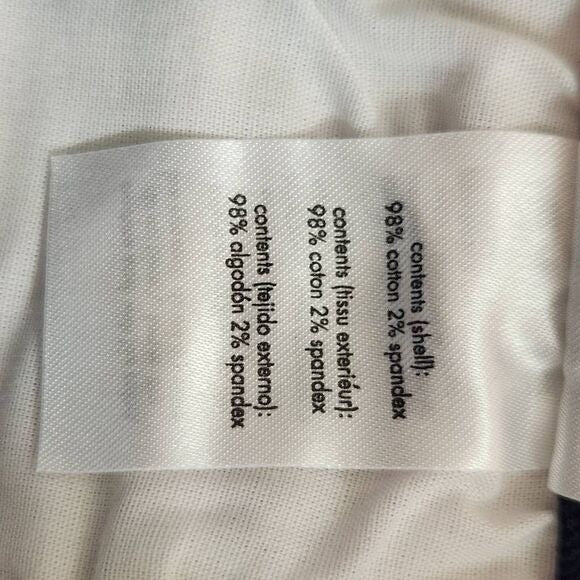 contents (shell):
98% cotton 2% spandex
contents (tissu exteriéur):
98% coton 2% spandex
contents (tejido externo):
98% algodón 2% spandex